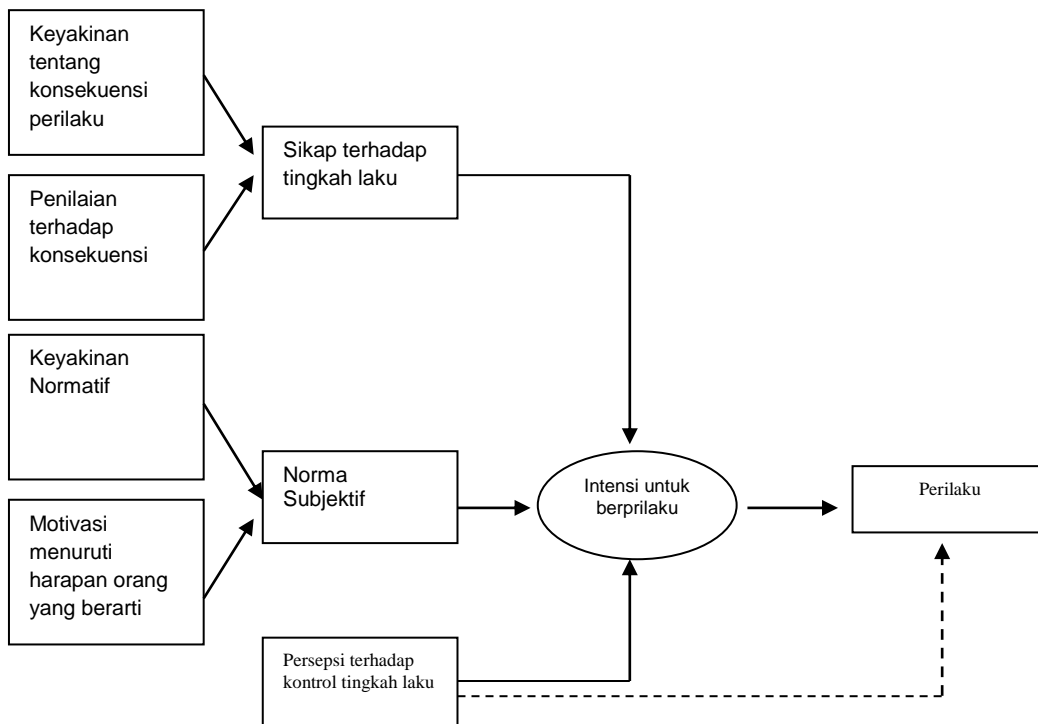 Keyakinan
tentang
konsekuensi
perilaku
Penilaian
terhadap
konsekuensi
Keyakinan
Normatif
Motivasi
menuruti
harapan orang
yang berarti
Sikap terhadap
tingkah laku
Norma
Subjektif
Persepsi terhadap
kontrol tingkah laku
Intensi untuk
berprilaku
Perilaku